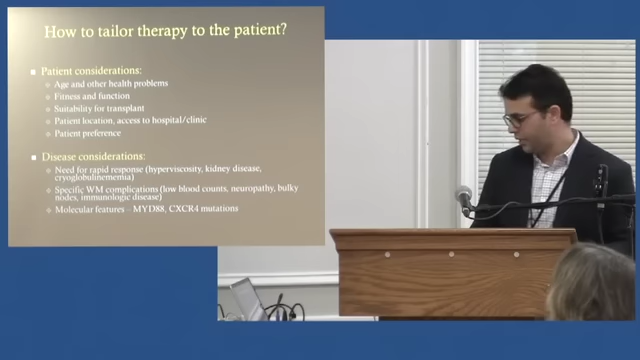 How to tailor therapy to the patient?
Patient considerations:
Age and other health problems
Fitness and function
Suitability for transplant
Patient location, access to hospital/clinic
Patient preference
Disease considerations:
Need for rapid response (hyperviscosity, kidney disease,
cryoglobulinememia)
Specific WM complications (low blood counts, neuropathy, bulky
nodes, immunologic disease)
Molecular features – MYD88, CXCR4 mutations